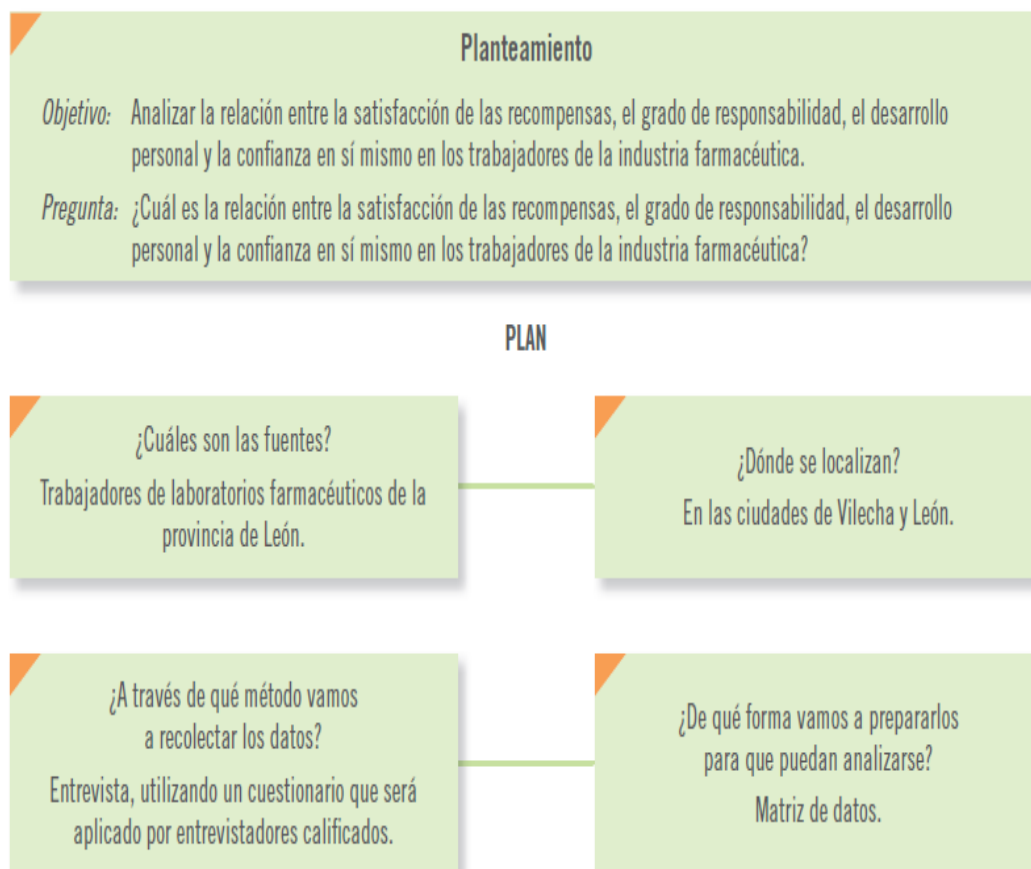 Planteamiento
Objetivo: Analizar la relación entre la satisfacción de las recompensas, el grado de responsabilidad, el desarrollo
personal y la confianza en sí mismo en los trabajadores de la industria farmacéutica.
Pregunta: ¿Cuál es la relación entre la satisfacción de las recompensas, el grado de responsabilidad, el desarrollo
personal y la confianza en sí mismo en los trabajadores de la industria farmacéutica?
PLAN
¿Cuáles son las fuentes?
Trabajadores de laboratorios farmacéuticos de la
provincia de León.
¿Dónde se localizan?
En las ciudades de Vilecha y León.
¿A través de qué método vamos
a recolectar los datos?
Entrevista, utilizando un cuestionario que será
aplicado por entrevistadores calificados.
¿De qué forma vamos a prepararlos
para que puedan analizarse?
Matriz de datos.